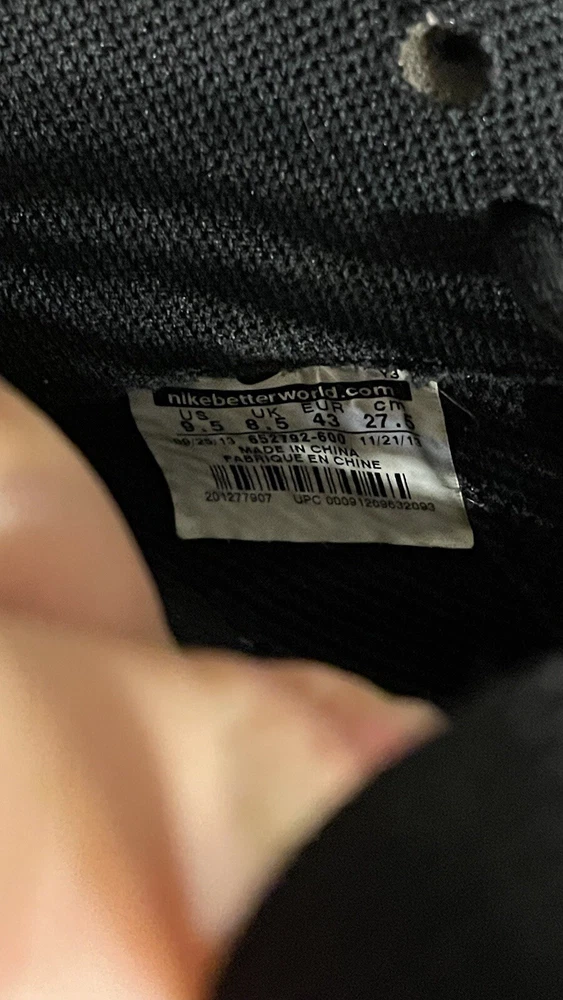 Y3
nikebetterworld.com
US UK EUR cm
9.5 8.5 43 27.5
09/25/13 652792-600 11/21/13
MADE IN CHINA
FABRIQUE EN CHINE
201277907 UPC 00091209632093